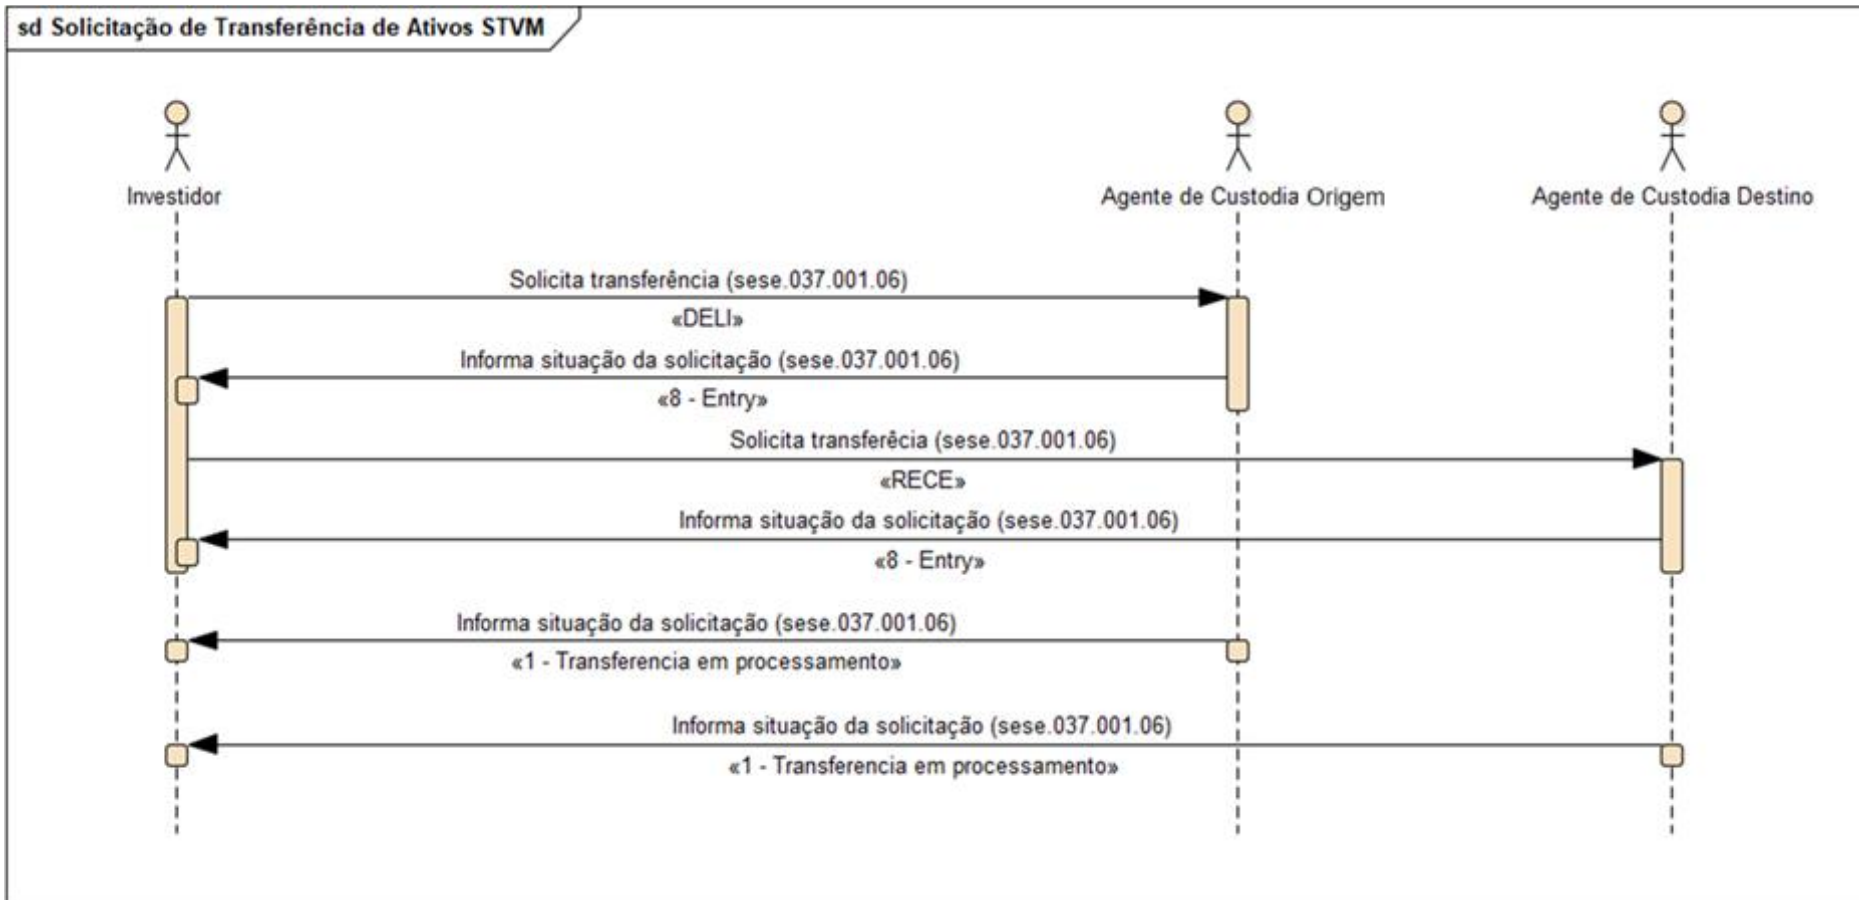 sd Solicitação de Transferência de Ativos STVM
Investidor
Agente de Custodia Origem
Agente de Custodia Destino
Solicita transferência (sese.037.001.06)
«DELI»
Informa situação da solicitação (sese.037.001.06)
«8 - Entry»
Solicita transferêcia (sese.037.001.06)
«RECE»
Informa situação da solicitação (sese.037.001.06)
«8 - Entry»
Informa situação da solicitação (sese.037.001.06)
«1 - Transferencia em processamento»
Informa situação da solicitação (sese.037.001.06)
«1 - Transferencia em processamento»